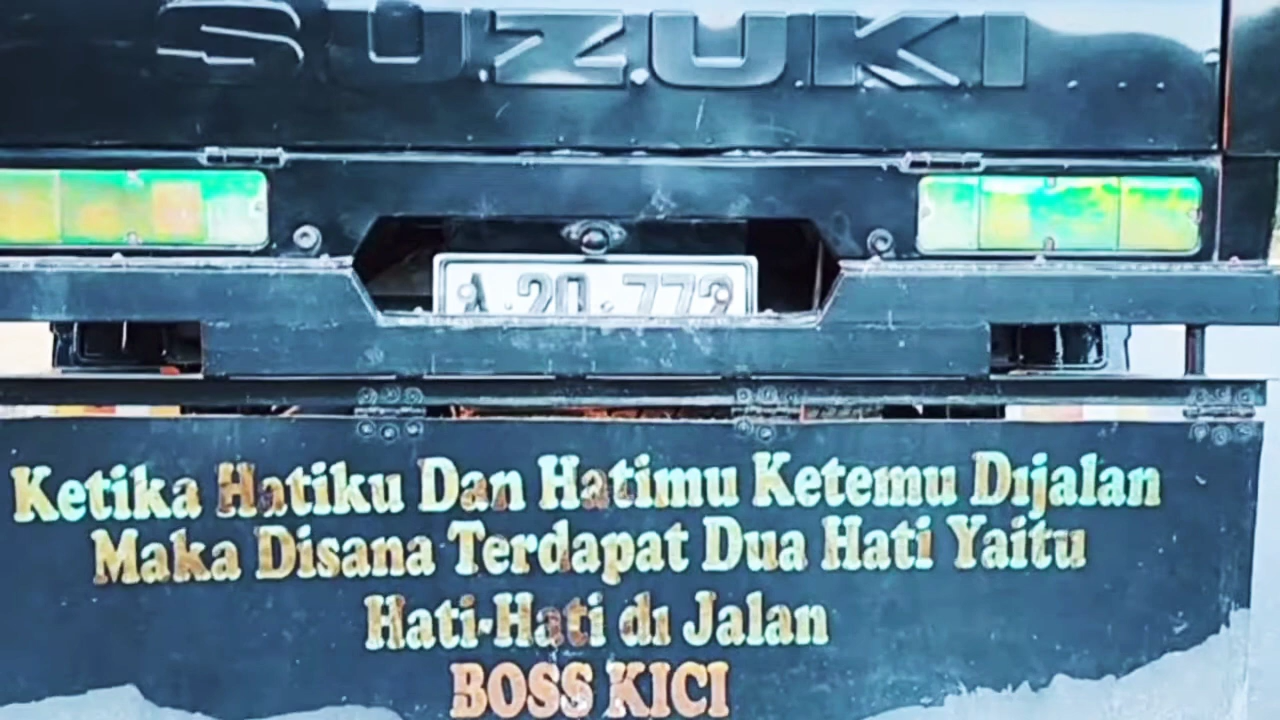 SUZUKI
A·20·772
Ketika Hatiku Dan Hatimu Ketemu Dijalan
Maka Disana Terdapat Dua Hati Yaitu
Hati-Hati di Jalan
BOSS KICI